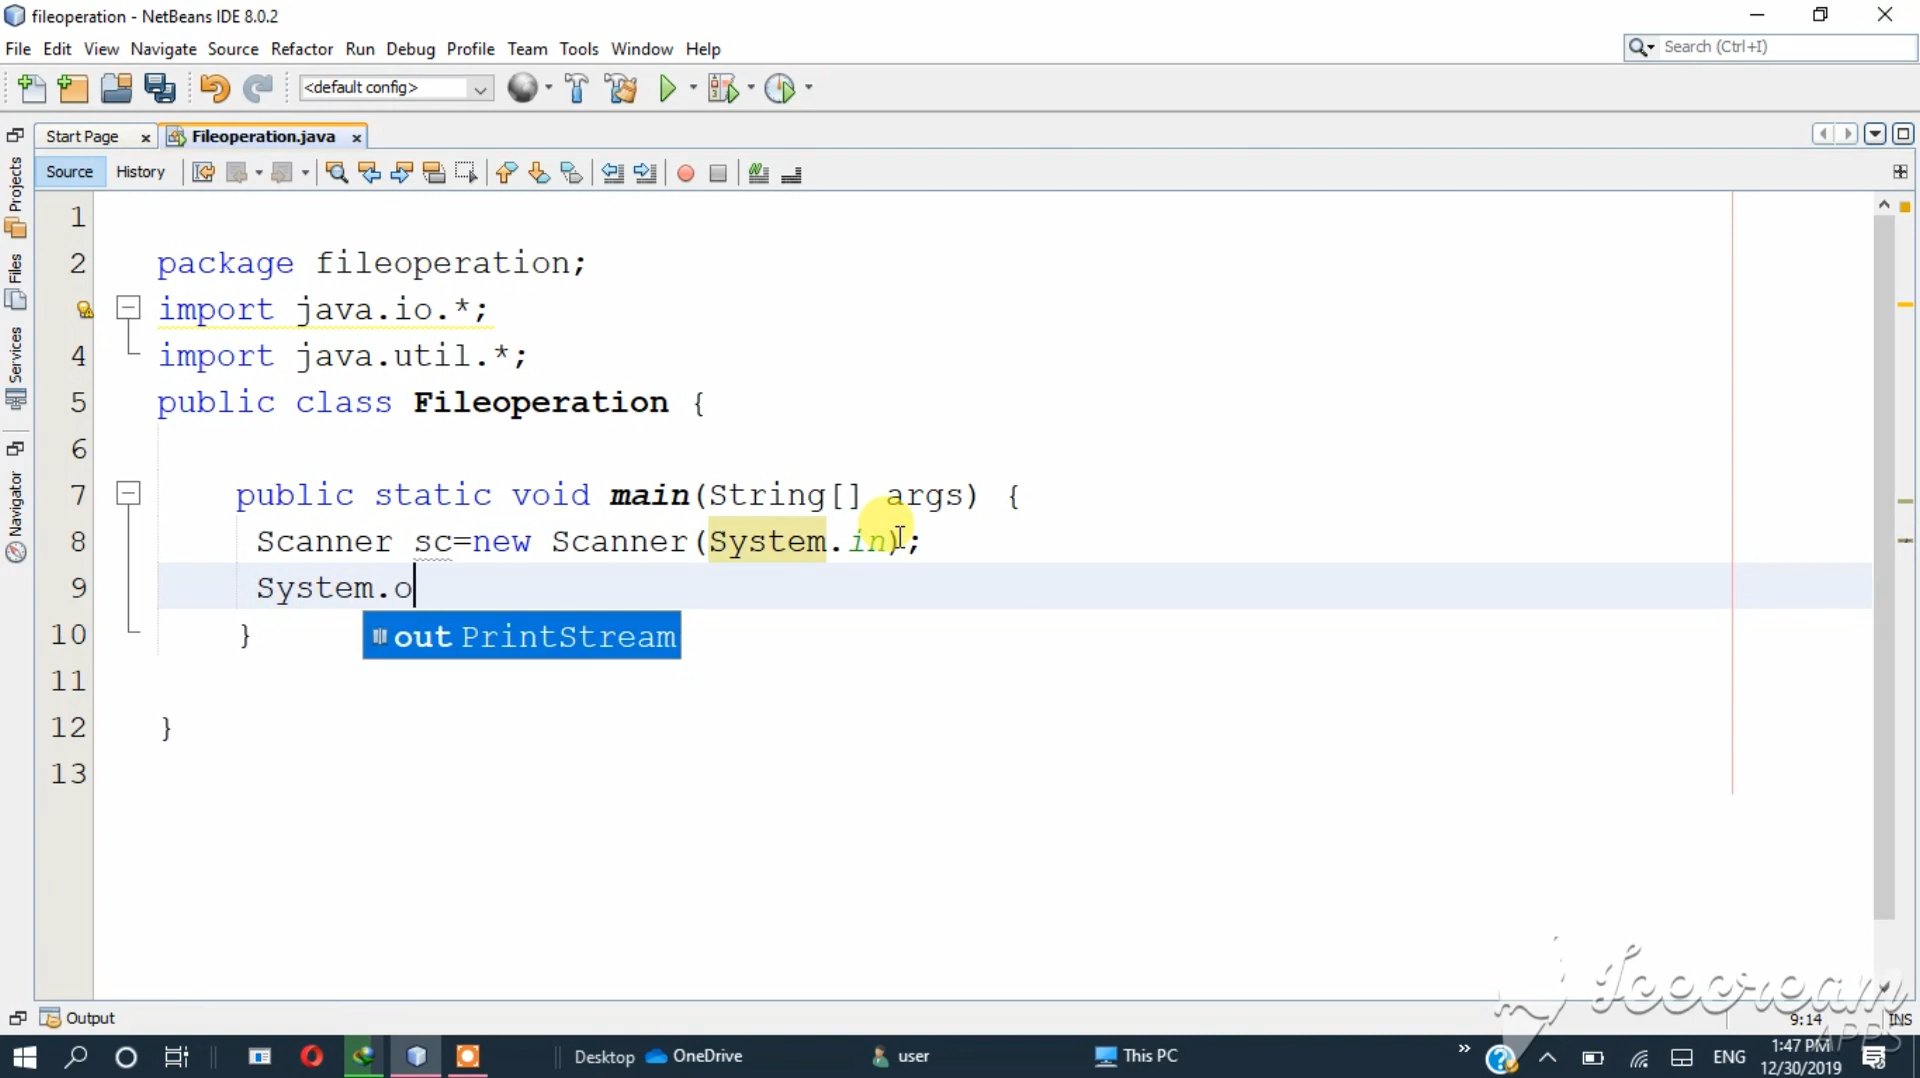 fileoperation - NetBeans IDE 8.0.2
File Edit View Navigate Source Refactor Run Debug Profile Team Tools Window Help
Search (Ctrl+I)
<default config>
Start Page
Fileoperation.java
Source
History
Projects
Files
Services
Navigator
1
2 package fileoperation;
import java.io.*;
4 import java.util.*;
5 public class Fileoperation {
6
7 public static void main(String[] args) {
8 Scanner sc=new Scanner(System.in);
9 System.o
out PrintStream
10 }
11
12 }
13
Output
9:14
INS
Icecream
APPS
Desktop
OneDrive
user
This PC
ENG
1:47 PM
12/30/2019